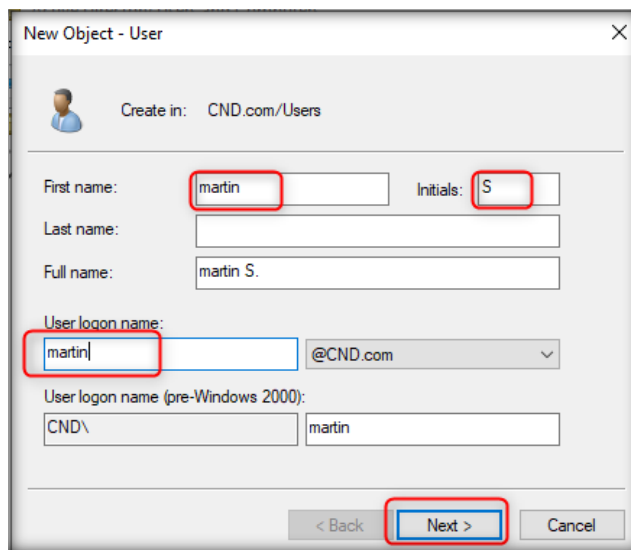 New Object - User
Create in: CND.com/Users
First name: martin Initials: S
Last name:
Full name: martin S.
User logon name:
martin @CND.com
User logon name (pre-Windows 2000):
CND\ martin
< Back Next > Cancel